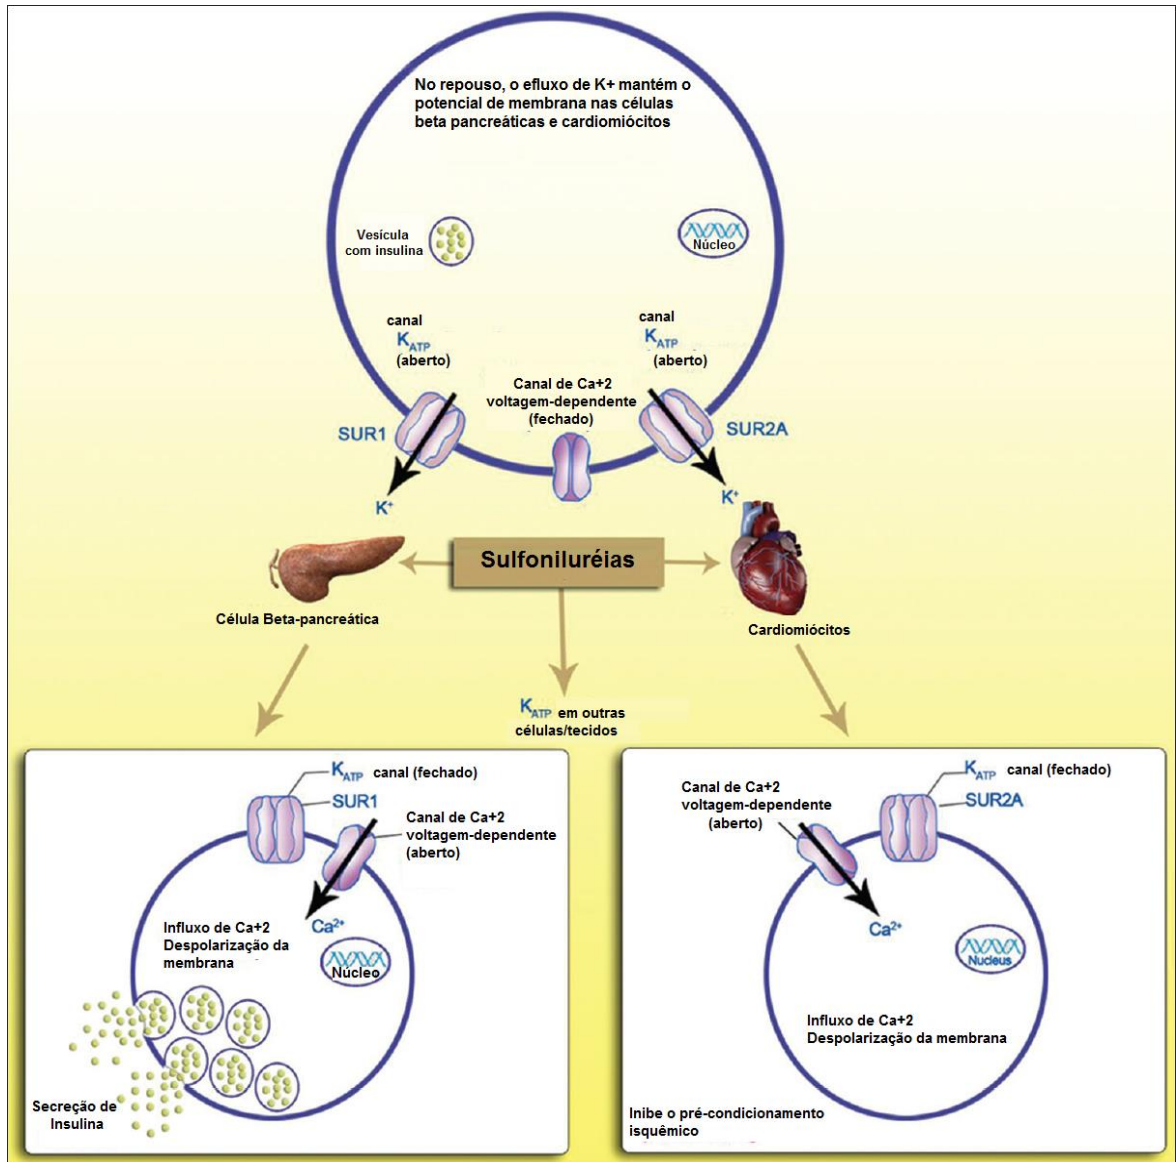 No repouso, o efluxo de K+ mantém o
potencial de membrana nas células
beta pancreáticas e cardiomiócitos
Vesícula
com insulina
Núcleo
canal
KATP
(aberto)
canal
KATP
(aberto)
Canal de Ca+2
voltagem-dependente
(fechado)
SUR1
SUR2A
K+
K+
Sulfoniluréias
Célula Beta-pancreática
Cardiomiócitos
KATP em outras
células/tecidos
KATP canal (fechado)
SUR1
Canal de Ca+2
voltagem-dependente
(aberto)
Ca2+
Influxo de Ca+2
Despolarização da
membrana
Núcleo
Secreção de
Insulina
KATP canal (fechado)
SUR2A
Canal de Ca+2
voltagem-dependente
(aberto)
Ca2+
Nucleus
Influxo de Ca+2
Despolarização da membrana
Inibe o pré-condicionamento
isquêmico